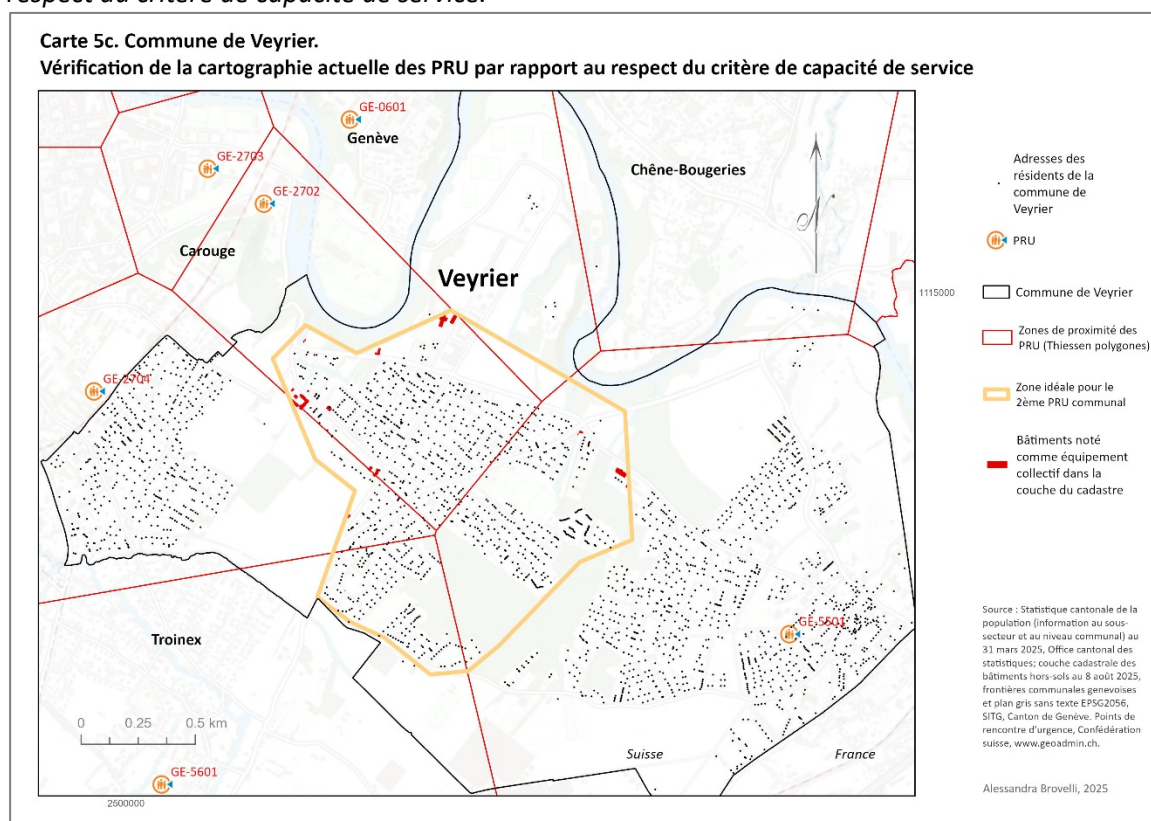 respect du critère de capacité de service.
Carte 5c. Commune de Veyrier.
Vérification de la cartographie actuelle des PRU par rapport au respect du critère de capacité de service
GE-0601
Genève
GE-2703
GE-2702
Chêne-Bougeries
Carouge
Veyrier
N
1115000
GE-2704
GE-5501
Troinex
0 0.25 0.5 km
Suisse
France
GE-5601
2500000
Adresses des
résidents de la
commune de
Veyrier
PRU
Commune de Veyrier
Zones de proximité des
PRU (Thiessen polygones)
Zone idéale pour le
2ème PRU communal
Bâtiments noté
comme équipement
collectif dans la
couche du cadastre
Source : Statistique cantonale de la
population (information au sous-
secteur et au niveau communal) au
31 mars 2025, Office cantonal des
statistiques; couche cadastrale des
bâtiments hors-sols au 8 août 2025,
frontières communales genevoises
et plan gris sans texte EPSG2056,
SITG, Canton de Genève. Points de
rencontre d'urgence, Confédération
suisse, www.geoadmin.ch.
Alessandra Brovelli, 2025